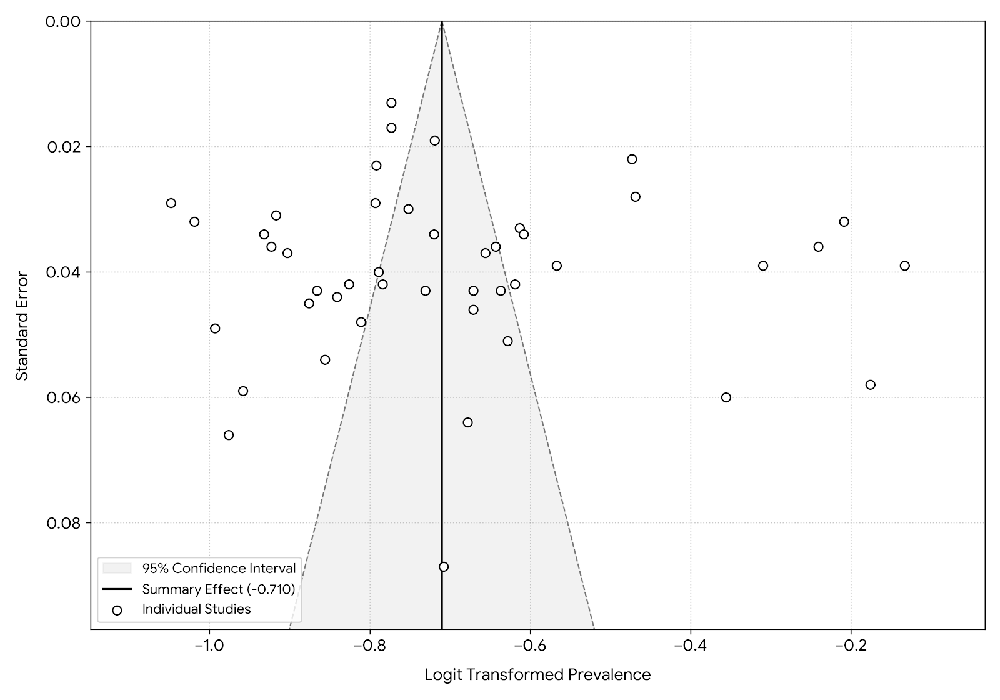 0.00
0.02
0.04
0.06
0.08
Standard Error
95% Confidence Interval
Summary Effect (-0.710)
Individual Studies
−1.0 −0.8 −0.6 −0.4 −0.2
Logit Transformed Prevalence